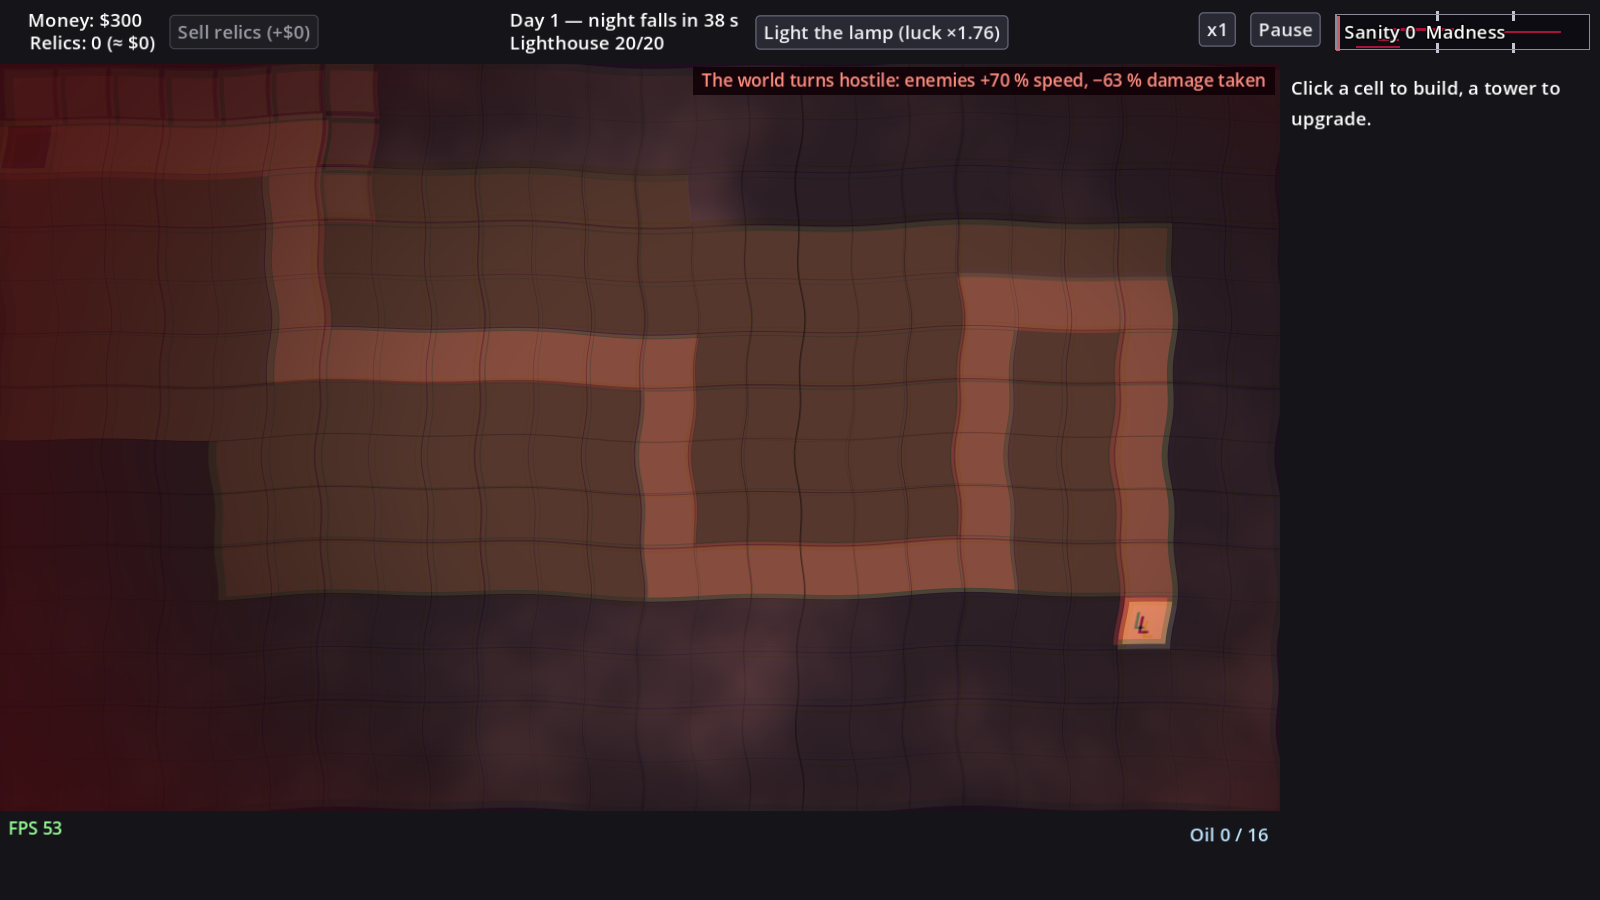 Money: $300
Relics: 0 (≈ $0)
Sell relics (+$0)
Day 1 — night falls in 38 s
Lighthouse 20/20
Light the lamp (luck ×1.76)
x1
Pause
Sanity 0 Madness
The world turns hostile: enemies +70 % speed, −63 % damage taken
Click a cell to build, a tower to
upgrade.
L
FPS 53
Oil 0 / 16